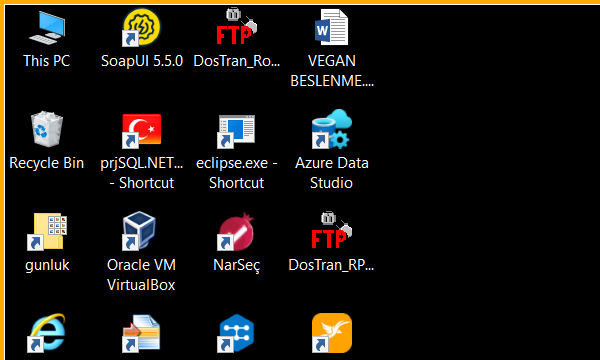 This PC
SoapUI 5.5.0
FTP
DosTran_Ro...
W
VEGAN
BESLENME....
Recycle Bin
prjSQL.NET...
- Shortcut
eclipse.exe -
Shortcut
Azure Data
Studio
gunluk
Oracle VM
VirtualBox
NarSeç
FTP
DosTran_RP...